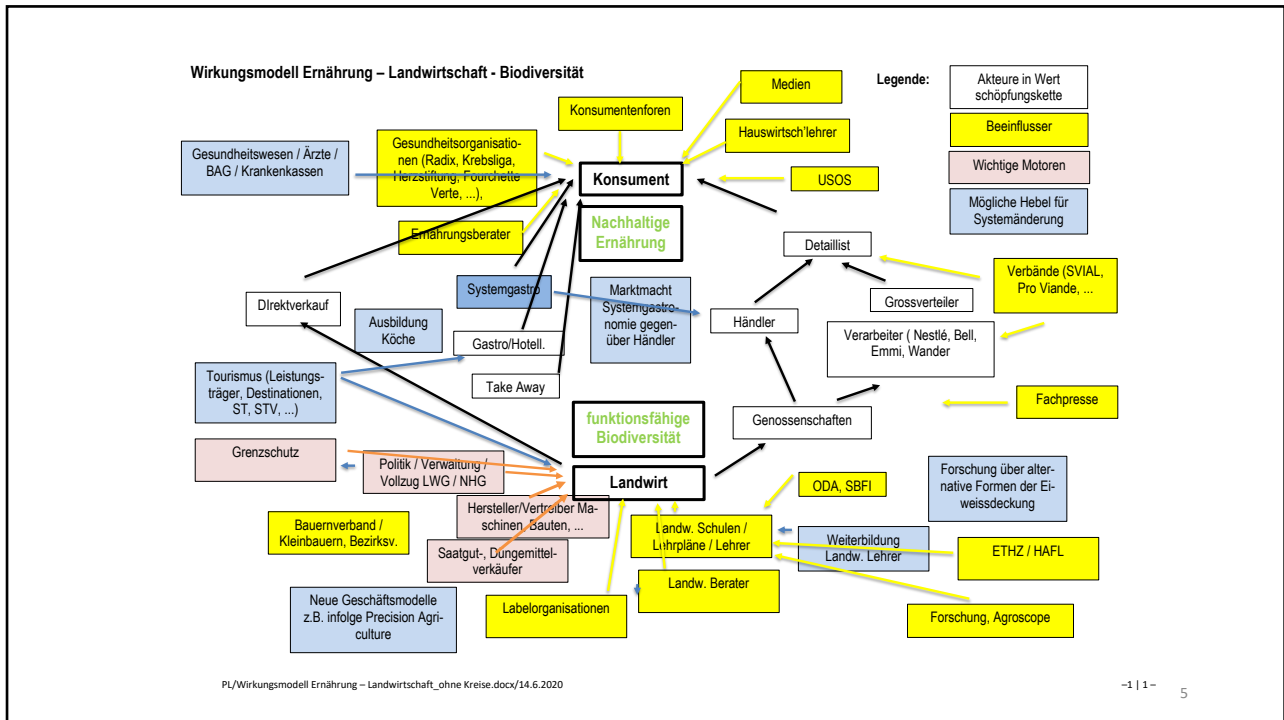 Wirkungsmodell Ernährung – Landwirtschaft - Biodiversität
Legende:
Akteure in Wert
schöpfungskette
Beeinflusser
Wichtige Motoren
Mögliche Hebel für
Systemänderung
Medien
Konsumentenforen
Hauswirtsch'lehrer
Gesundheitswesen / Ärzte /
BAG / Krankenkassen
Gesundheitsorganisatio-
nen (Radix, Krebsliga,
Herzstiftung, Fourchette
Verte, ...),
Konsument
USOS
Ernährungsberater
Nachhaltige
Ernährung
Detaillist
Verbände (SVIAL,
Pro Viande, ...
DIrektverkauf
Systemgastro
Marktmacht
Systemgastro-
nomie gegen-
über Händler
Grossverteiler
Händler
Ausbildung
Köche
Gastro/Hotell.
Verarbeiter ( Nestlé, Bell,
Emmi, Wander
Tourismus (Leistungs-
träger, Destinationen,
ST, STV, ...)
Take Away
Fachpresse
funktionsfähige
Biodiversität
Genossenschaften
Grenzschutz
Politik / Verwaltung /
Vollzug LWG / NHG
Landwirt
ODA, SBFI
Forschung über alter-
native Formen der Ei-
weissdeckung
Hersteller/Vertreiber Ma-
schinen, Bauten, ...
Bauernverband /
Kleinbauern, Bezirksv.
Landw. Schulen /
Lehrpläne / Lehrer
Weiterbildung
Landw. Lehrer
ETHZ / HAFL
Saatgut-, Düngemittel-
verkäufer
Landw. Berater
Neue Geschäftsmodelle
z.B. infolge Precision Agri-
culture
Labelorganisationen
Forschung, Agroscope
PL/Wirkungsmodell Ernährung – Landwirtschaft_ohne Kreise.docx/14.6.2020
–1 | 1 –
5